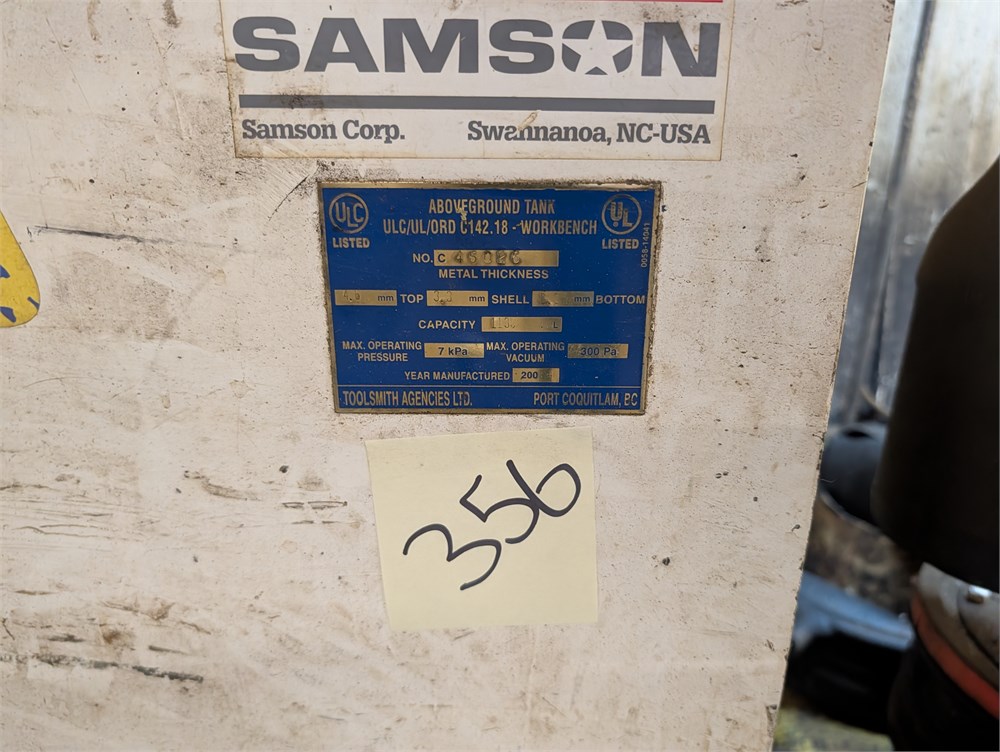 SAMSON
Samson Corp. Swannanoa, NC-USA
ULC LISTED
ABOVEGROUND TANK
ULC/UL/ORD C142.18 - WORKBENCH
UL LISTED
NO. C
METAL THICKNESS
mm TOP mm SHELL mm BOTTOM
CAPACITY L
MAX. OPERATING PRESSURE 7 kPa MAX. OPERATING VACUUM 300 Pa
YEAR MANUFACTURED 200
TOOLSMITH AGENCIES LTD. PORT COQUITLAM, BC
356